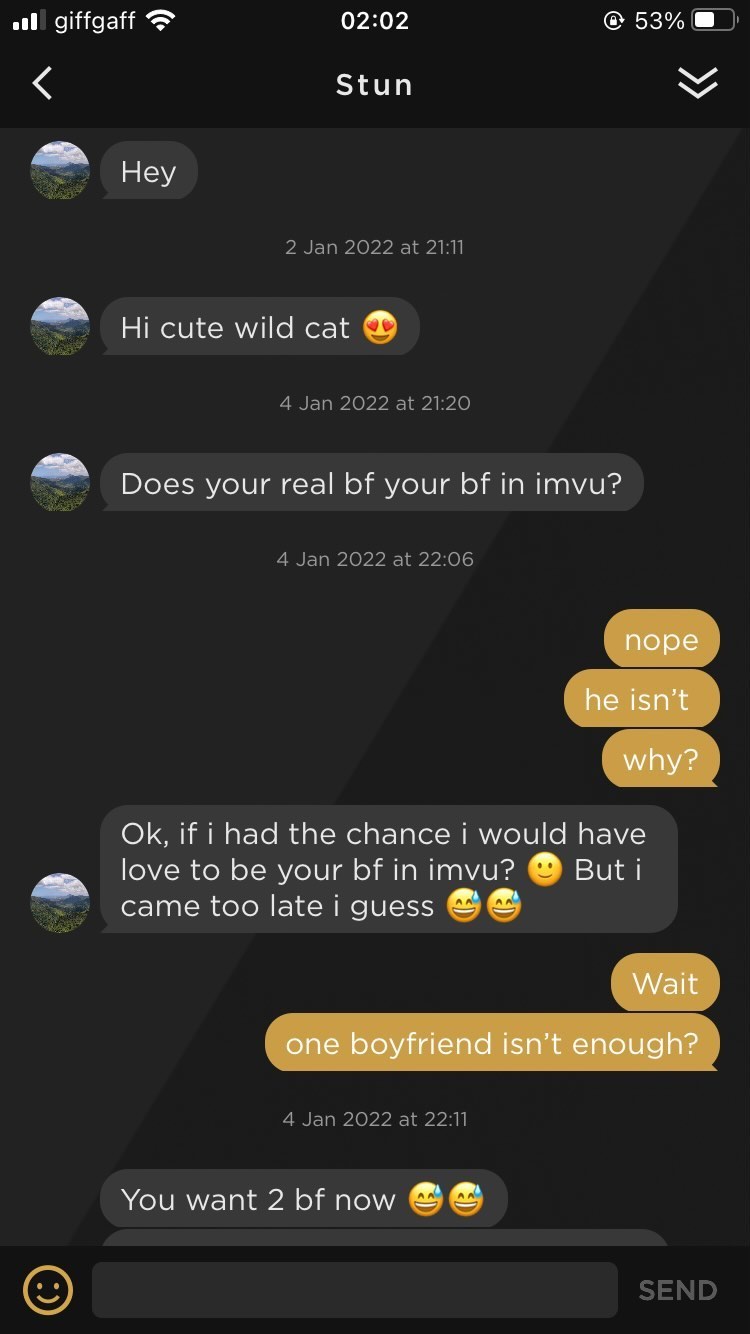 giffgaff 02:02 53%
Stun
Hey
2 Jan 2022 at 21:11
Hi cute wild cat 😍
4 Jan 2022 at 21:20
Does your real bf your bf in imvu?
4 Jan 2022 at 22:06
nope
he isn't
why?
Ok, if i had the chance i would have
love to be your bf in imvu? 🙂 But i
came too late i guess 😅😅
Wait
one boyfriend isn't enough?
4 Jan 2022 at 22:11
You want 2 bf now 😅😅
SEND